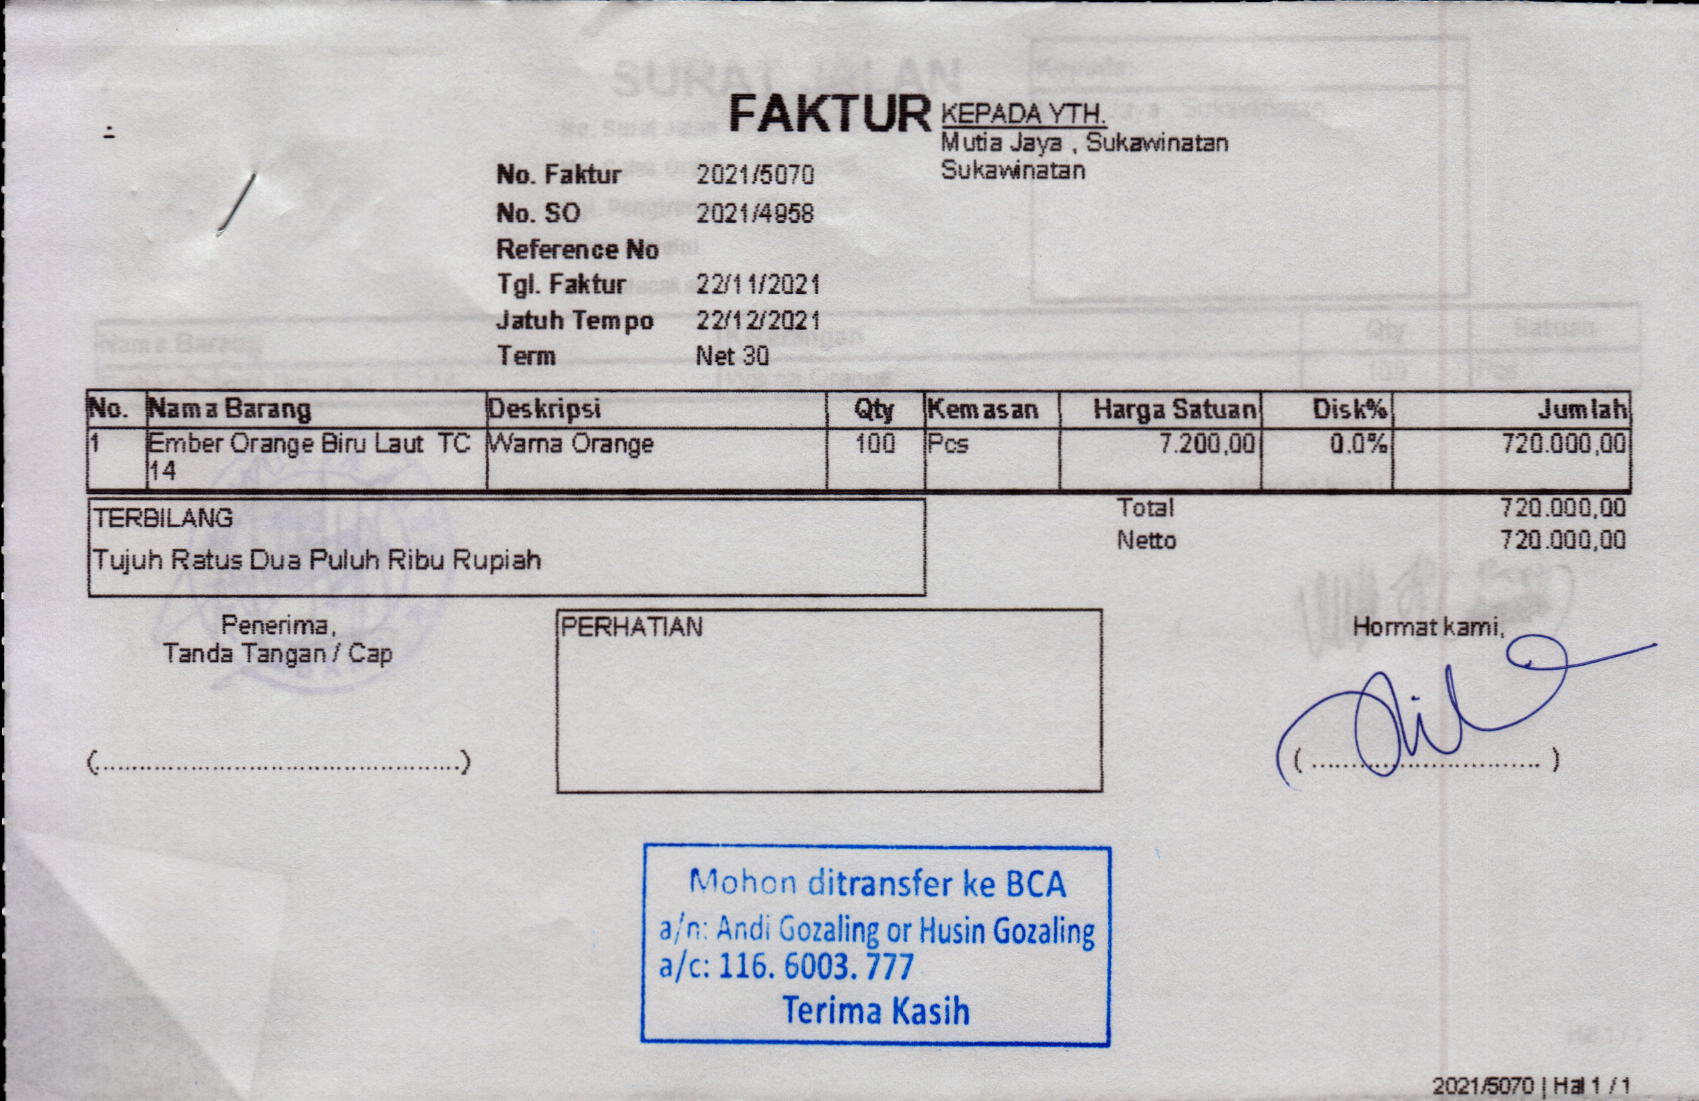 FAKTUR
KEPADA YTH.
Mutia Jaya , Sukawinatan
Sukawinatan
No. Faktur 2021/5070
No. SO 2021/4958
Reference No
Tgl. Faktur 22/11/2021
Jatuh Tempo 22/12/2021
Term Net 30
No. Nama Barang Deskripsi Qty Kemasan Harga Satuan Disk% Jumlah
1 Ember Orange Biru Laut TC Warna Orange 100 Pcs 7.200,00 0.0% 720.000,00
14
Total 720.000,00
Netto 720.000,00
TERBILANG
Tujuh Ratus Dua Puluh Ribu Rupiah
Penerima,
Tanda Tangan / Cap
(..................................................)
PERHATIAN
Hormat kami,
( ............................... )
Mohon ditransfer ke BCA
a/n: Andi Gozaling or Husin Gozaling
a/c: 116. 6003. 777
Terima Kasih
2021/5070 | Hal 1 / 1